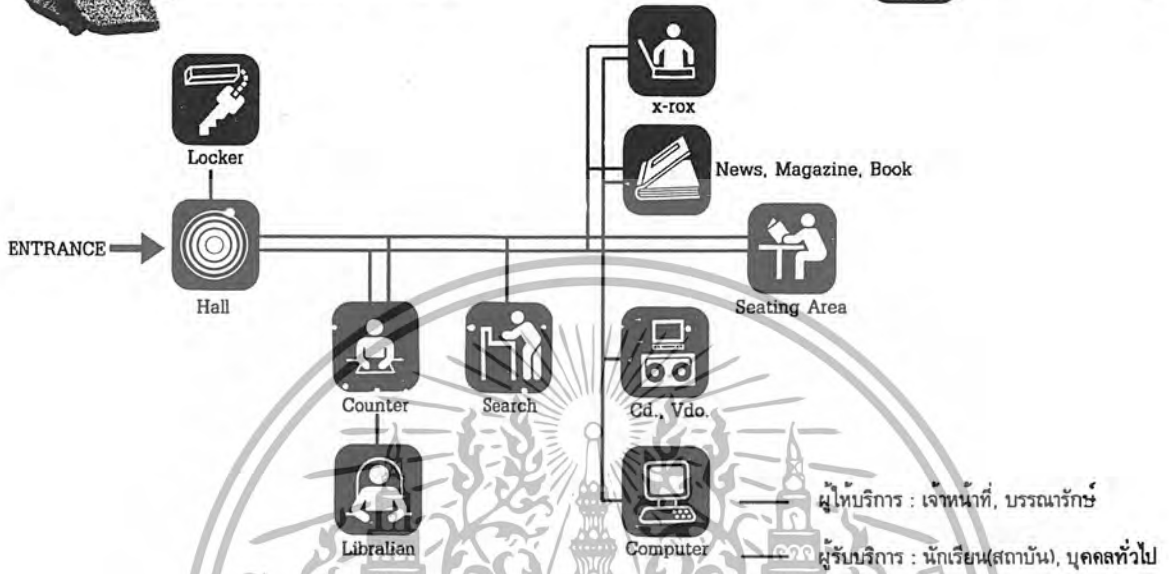 x-rox
Locker
News, Magazine, Book
ENTRANCE
Hall
Seating Area
Counter
Search
Cd., Vdo.
Libralian
Computer
ผู้ให้บริการ : เจ้าหน้าที่, บรรณารักษ์
ผู้รับบริการ : นักเรียน(สถาบัน), บุคคลทั่วไป